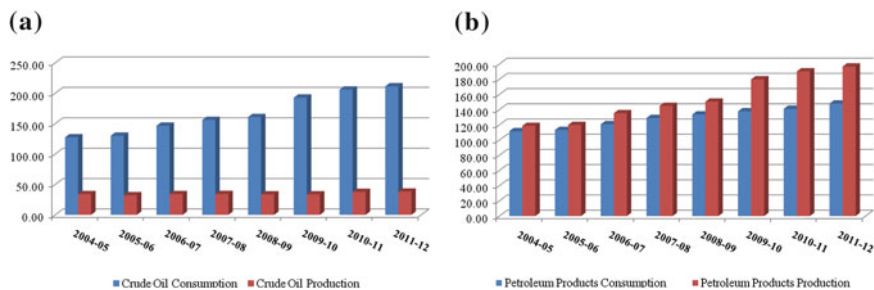 (a)
250.00
200.00
150.00
100.00
50.00
0.00
2004-05 2005-06 2006-07 2007-08 2008-09 2009-10 2010-11 2011-12
Crude Oil Consumption Crude Oil Production
(b)
200.00
180.00
160.00
140.00
120.00
100.00
80.00
60.00
40.00
20.00
0.00
2004-05 2005-06 2006-07 2007-08 2008-09 2009-10 2010-11 2011-12
Petroleum Products Consumption Petroleum Products Production